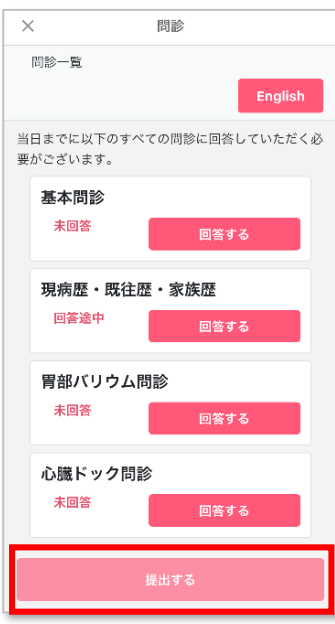 問診
問診一覧
English
当日までに以下のすべての問診に回答していただく必
要がございます。
基本問診
未回答
回答する
現病歴・既往歴・家族歴
回答途中
回答する
胃部バリウム問診
未回答
回答する
心臓ドック問診
未回答
回答する
提出する